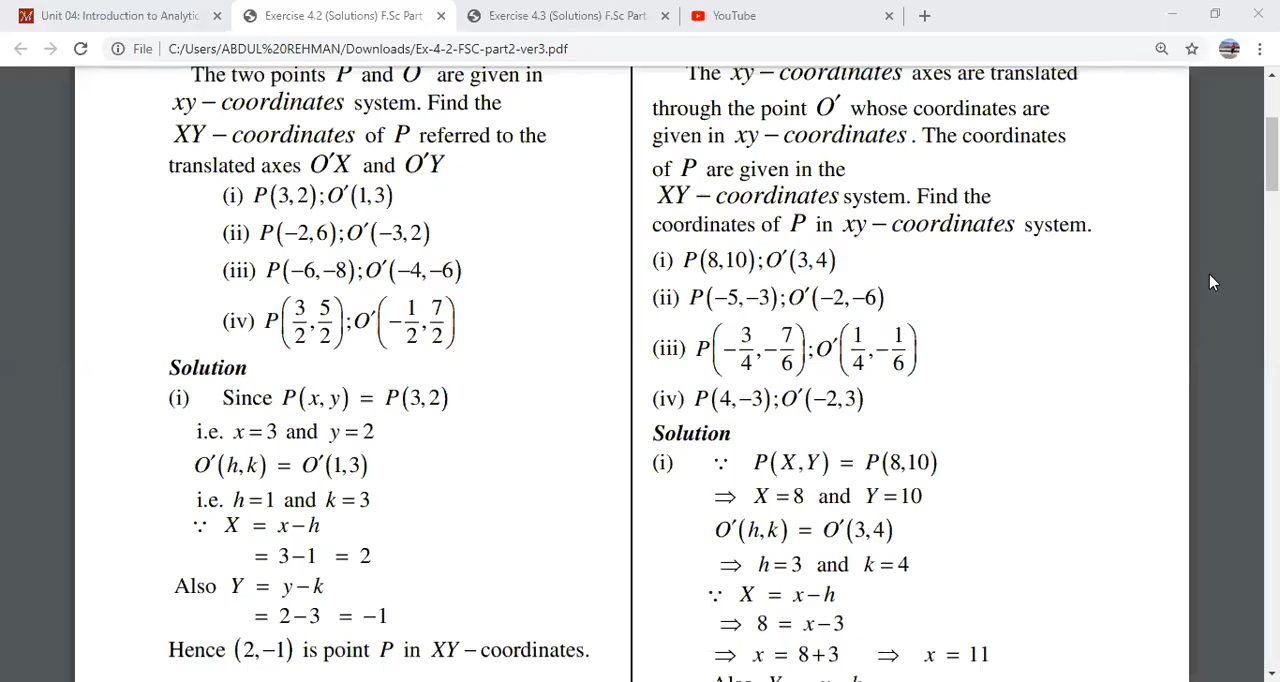 Unit 04: Introduction to Analytic
Exercise 4.2 (Solutions) F.Sc Part
Exercise 4.3 (Solutions) F.Sc Part
YouTube
File
C:/Users/ABDUL%20REHMAN/Downloads/Ex-4-2-FSC-part2-ver3.pdf
The two points P and O′ are given in
xy − coordinates system. Find the
XY − coordinates of P referred to the
translated axes O′X and O′Y
(i) P(3,2);O′(1,3)
(ii) P(−2,6);O′(−3,2)
(iii) P(−6,−8);O′(−4,−6)
(iv) P(3/2,5/2);O′(−1/2,7/2)
Solution
(i) Since P(x,y) = P(3,2)
i.e. x=3 and y=2
O′(h,k) = O′(1,3)
i.e. h=1 and k=3
∵ X = x−h
= 3−1 = 2
Also Y = y−k
= 2−3 = −1
Hence (2,−1) is point P in XY − coordinates.
The xy − coordinates axes are translated
through the point O′ whose coordinates are
given in xy − coordinates . The coordinates
of P are given in the
XY − coordinates system. Find the
coordinates of P in xy − coordinates system.
(i) P(8,10);O′(3,4)
(ii) P(−5,−3);O′(−2,−6)
(iii) P(−3/4,−7/6);O′(1/4,−1/6)
(iv) P(4,−3);O′(−2,3)
Solution
(i) ∵ P(X,Y) = P(8,10)
⇒ X=8 and Y=10
O′(h,k) = O′(3,4)
⇒ h=3 and k=4
∵ X = x−h
⇒ 8 = x−3
⇒ x = 8+3 ⇒ x = 11